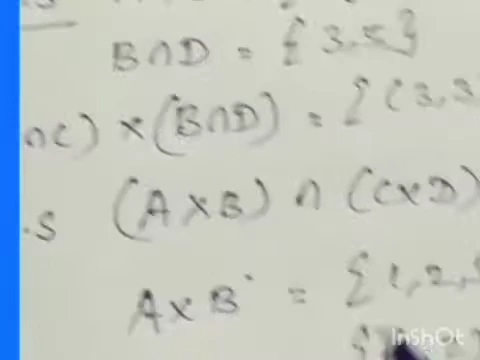 .S
B∩D = {3,5}
∩C) × (B∩D) = {(3,3
.S (A×B) ∩ (C×D)
A×B = {1,2,
InShOt